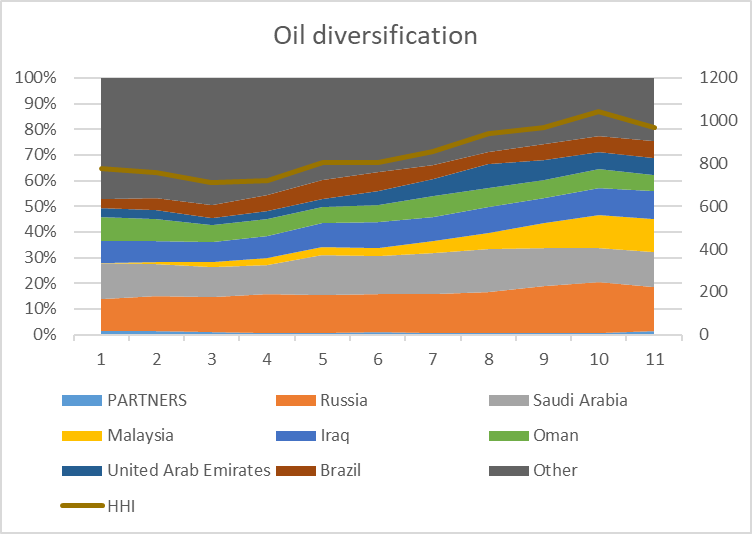 Oil diversification
100% 1200
90%
80% 1000
70% 800
60%
50% 600
40%
30% 400
20% 200
10%
0% 0
1 2 3 4 5 6 7 8 9 10 11
PARTNERS Russia Saudi Arabia
Malaysia Iraq Oman
United Arab Emirates Brazil Other
HHI